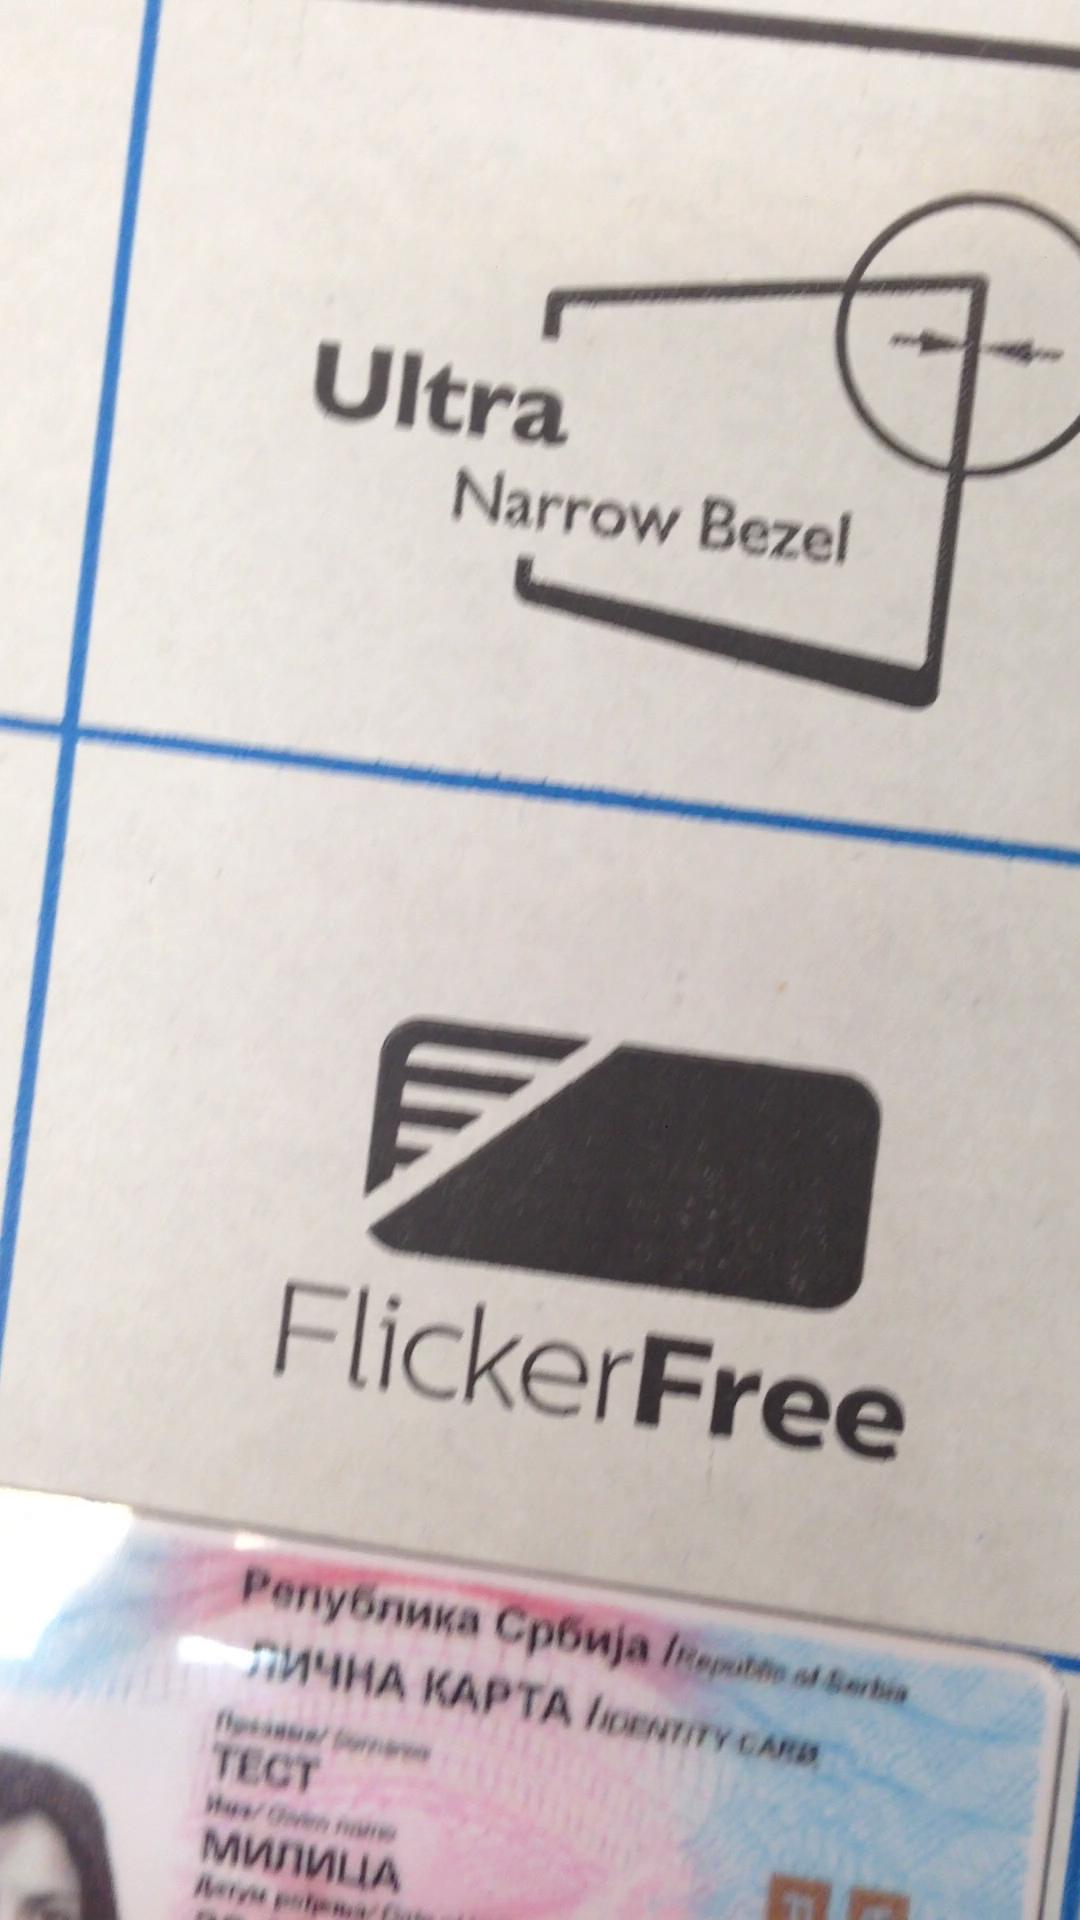 Ultra
Narrow Bezel
FlickerFree
Република Србија /Republic of Serbia
ЛИЧНА КАРТА /IDENTITY CARD
Презиме/ Surname
ТЕСТ
Име/ Given name
МИЛИЦА
Датум рођења/